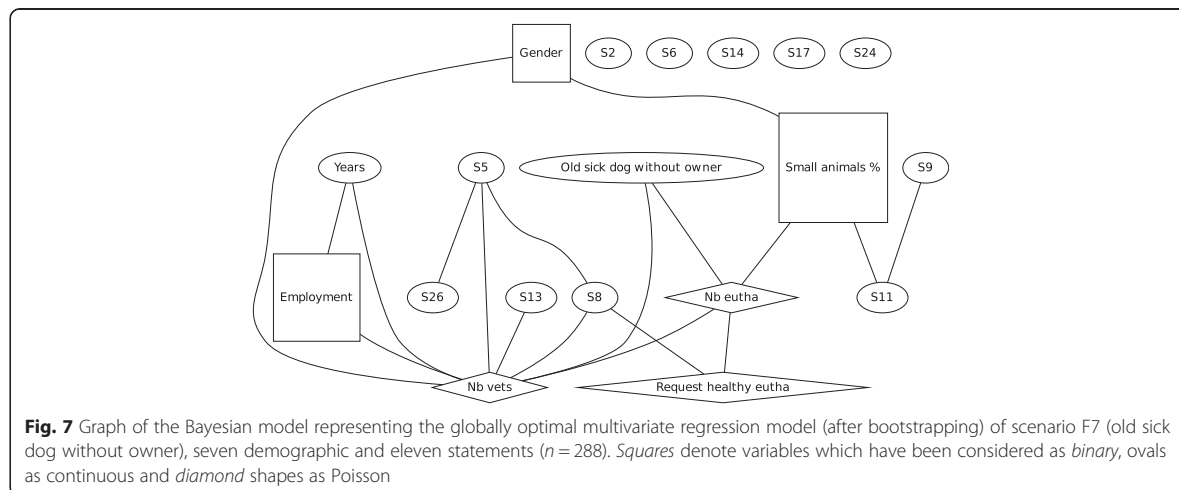 Gender S2 S6 S14 S17 S24
Years S5 Old sick dog without owner Small animals % S9
Employment S26 S13 S8 Nb eutha S11
Nb vets Request healthy eutha
Fig. 7 Graph of the Bayesian model representing the globally optimal multivariate regression model (after bootstrapping) of scenario F7 (old sick
dog without owner), seven demographic and eleven statements (n = 288). Squares denote variables which have been considered as binary, ovals
as continuous and diamond shapes as Poisson